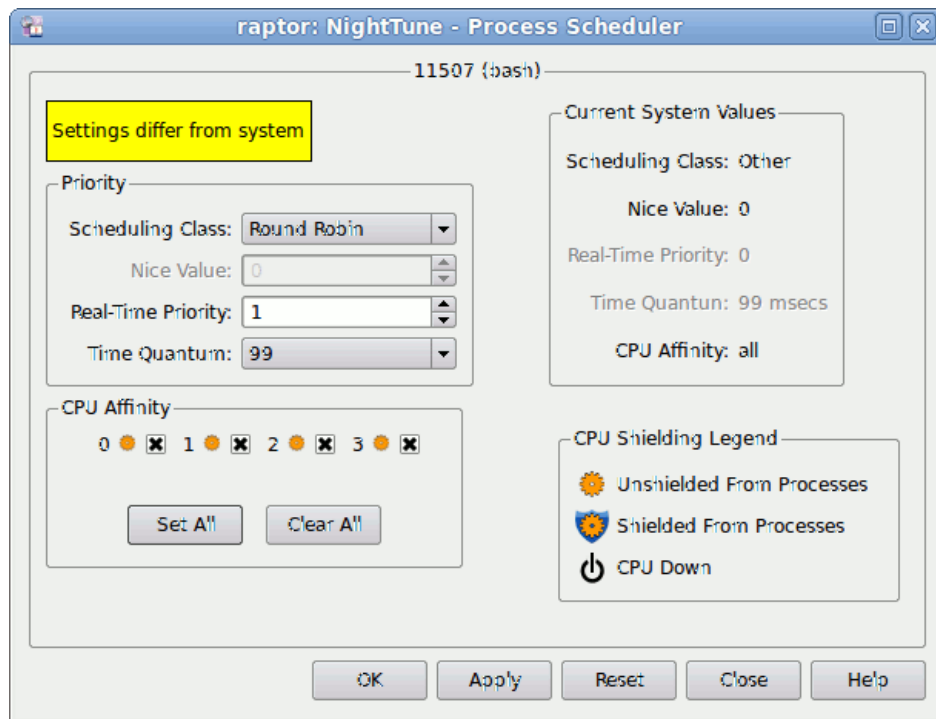 raptor: NightTune - Process Scheduler
11507 (bash)
Settings differ from system
Priority
Scheduling Class: Round Robin
Nice Value: 0
Real-Time Priority: 1
Time Quantum: 99
CPU Affinity
0 1 2 3
Set All Clear All
Current System Values
Scheduling Class: Other
Nice Value: 0
Real-Time Priority: 0
Time Quantun: 99 msecs
CPU Affinity: all
CPU Shielding Legend
Unshielded From Processes
Shielded From Processes
CPU Down
OK Apply Reset Close Help